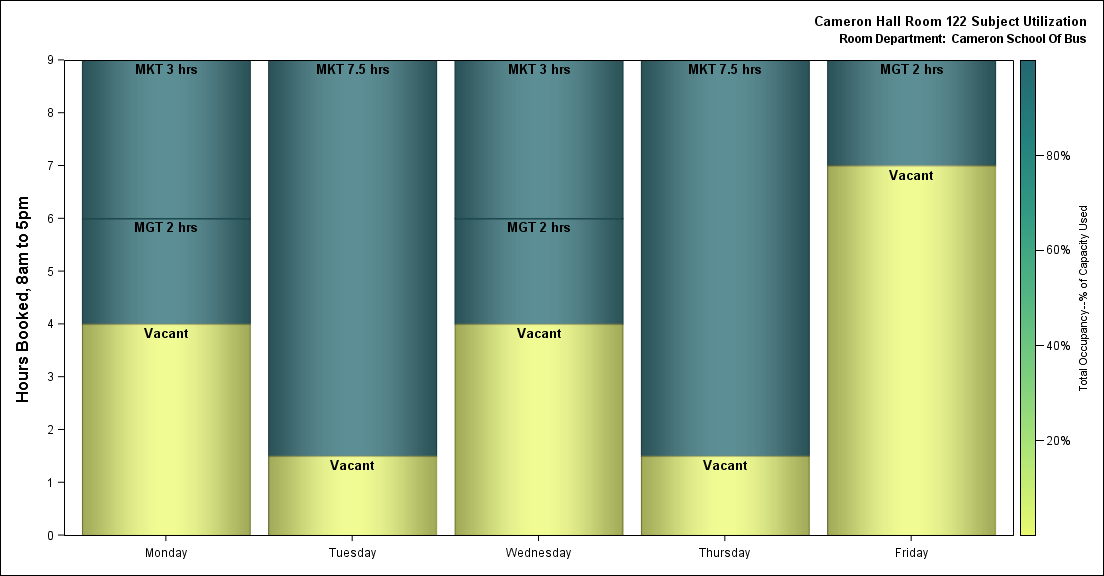 Cameron Hall Room 122 Subject Utilization
Room Department:  Cameron School Of Bus
Hours Booked, 8am to 5pm
9
8
7
6
5
4
3
2
1
0
MKT 3 hrs
MGT 2 hrs
Vacant
MKT 7.5 hrs
Vacant
MKT 3 hrs
MGT 2 hrs
Vacant
MKT 7.5 hrs
Vacant
MGT 2 hrs
Vacant
Monday
Tuesday
Wednesday
Thursday
Friday
80%
60%
40%
20%
Total Occupancy--% of Capacity Used